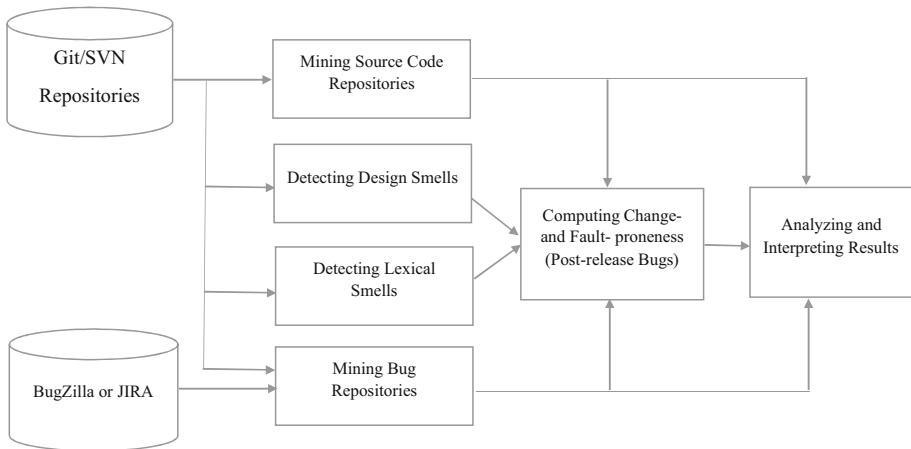 Git/SVN
Repositories
Mining Source Code
Repositories
Detecting Design Smells
Computing Change-
and Fault- proneness
(Post-release Bugs)
Analyzing and
Interpreting Results
Detecting Lexical
Smells
BugZilla or JIRA
Mining Bug
Repositories